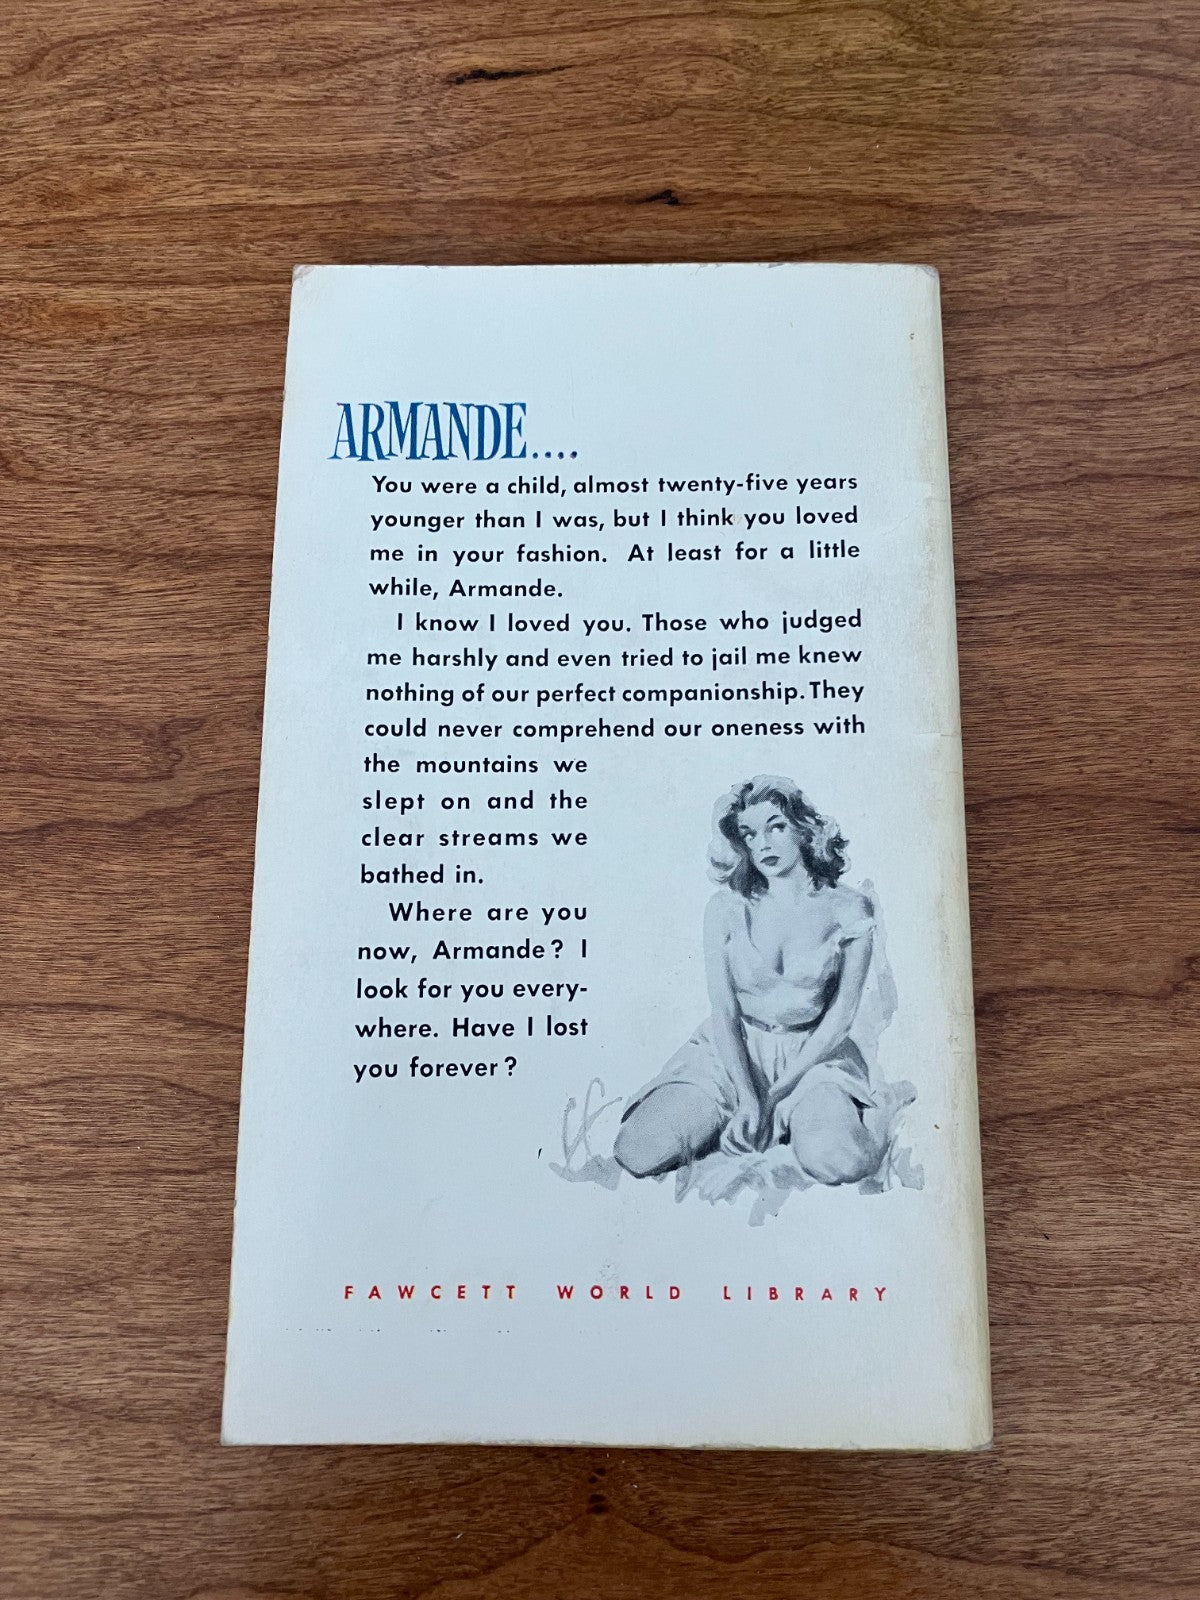 ARMANDE....
You were a child, almost twenty-five years
younger than I was, but I think you loved
me in your fashion. At least for a little
while, Armande.
I know I loved you. Those who judged
me harshly and even tried to jail me knew
nothing of our perfect companionship. They
could never comprehend our oneness with
the mountains we
slept on and the
clear streams we
bathed in.
Where are you
now, Armande? I
look for you every-
where. Have I lost
you forever?
FAWCETT WORLD LIBRARY